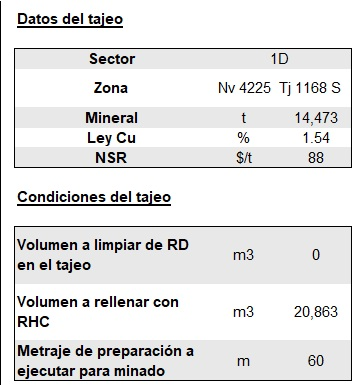 Datos del tajeo
Sector 1D
Zona Nv 4225 Tj 1168 S
Mineral t 14,473
Ley Cu % 1.54
NSR $/t 88
Condiciones del tajeo
Volumen a limpiar de RD
en el tajeo m3 0
Volumen a rellenar con
RHC m3 20,863
Metraje de preparación a
ejecutar para minado m 60